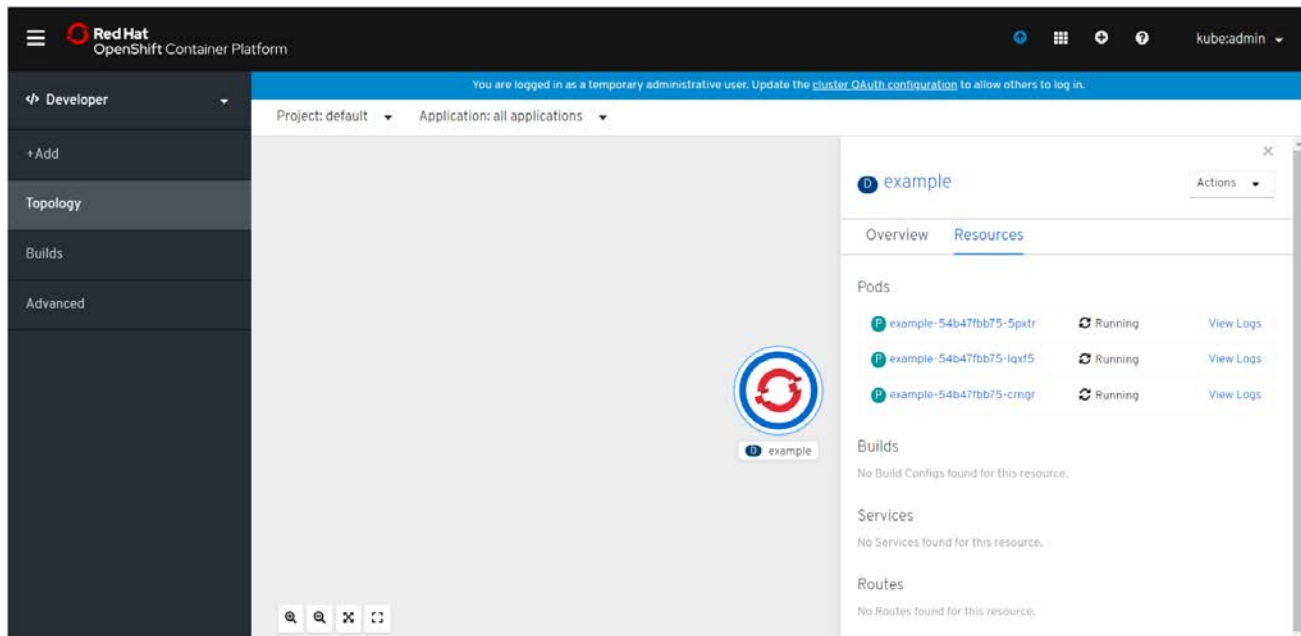 Red Hat
OpenShift Container Platform
kube:admin
</> Developer
You are logged in as a temporary administrative user. Update the cluster OAuth configuration to allow others to log in.
Project: default Application: all applications
+Add
Topology
Builds
Advanced
D example
Actions
Overview Resources
Pods
P example-54b47fbb75-5pxtr Running View Logs
P example-54b47fbb75-lqxf5 Running View Logs
P example-54b47fbb75-crngr Running View Logs
D example
Builds
No Build Configs found for this resource.
Services
No Services found for this resource.
Routes
No Routes found for this resource.